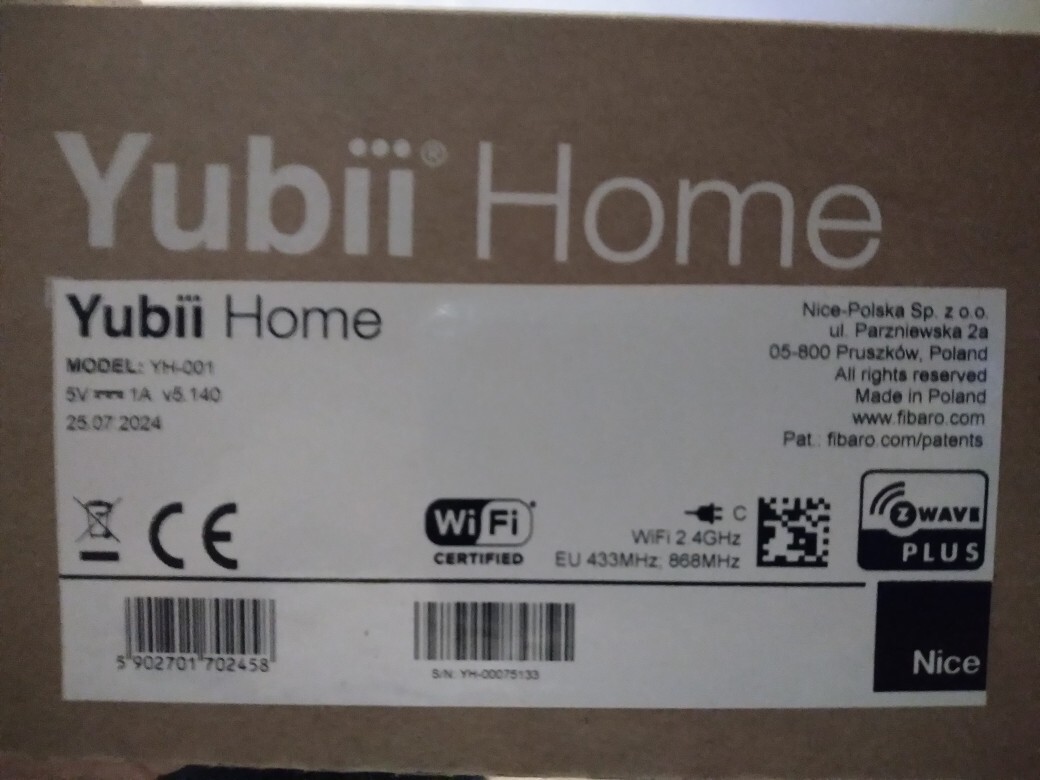 Yubii® Home
Yubii Home
MODEL: YH-001
5V 1A v5.140
25.07.2024
Nice-Polska Sp. z o.o.
ul. Parzniewska 2a
05-800 Pruszków, Poland
All rights reserved
Made in Poland
www.fibaro.com
Pat.: fibaro.com/patents
CE
Wi Fi
CERTIFIED
C
WiFi 2.4GHz
EU 433MHz; 868MHz
Z WAVE
PLUS
5 902701 702458
S/N: YH-00075133
Nice